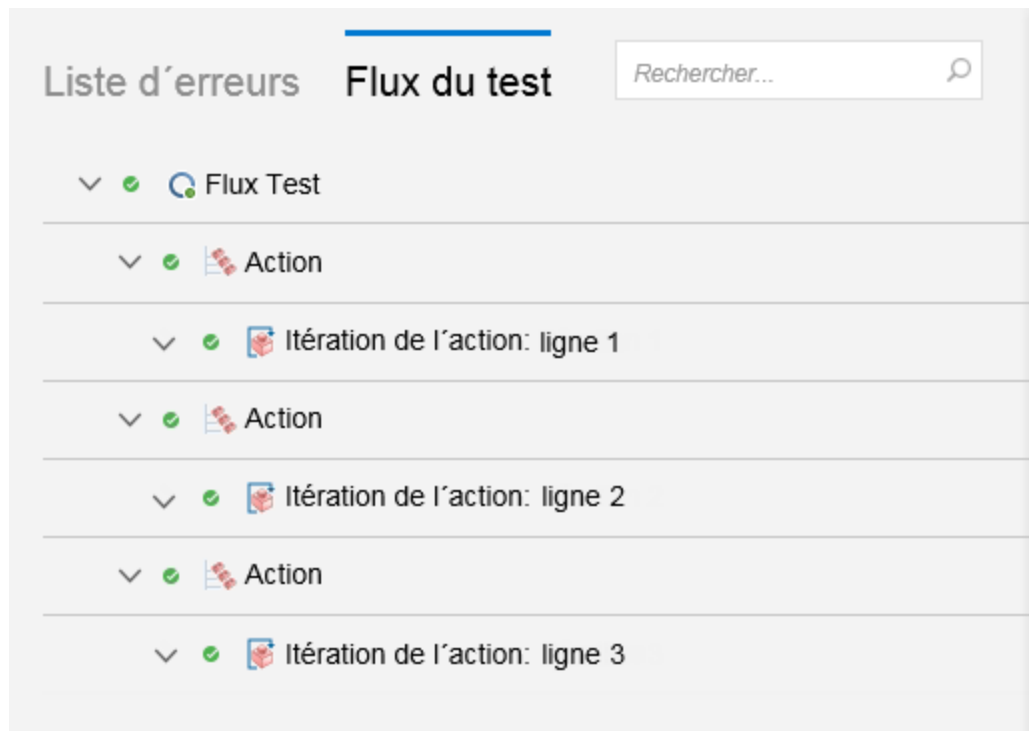 Liste d´erreurs Flux du test Rechercher...
Flux Test
Action
Itération de l´action: ligne 1
Action
Itération de l´action: ligne 2
Action
Itération de l´action: ligne 3